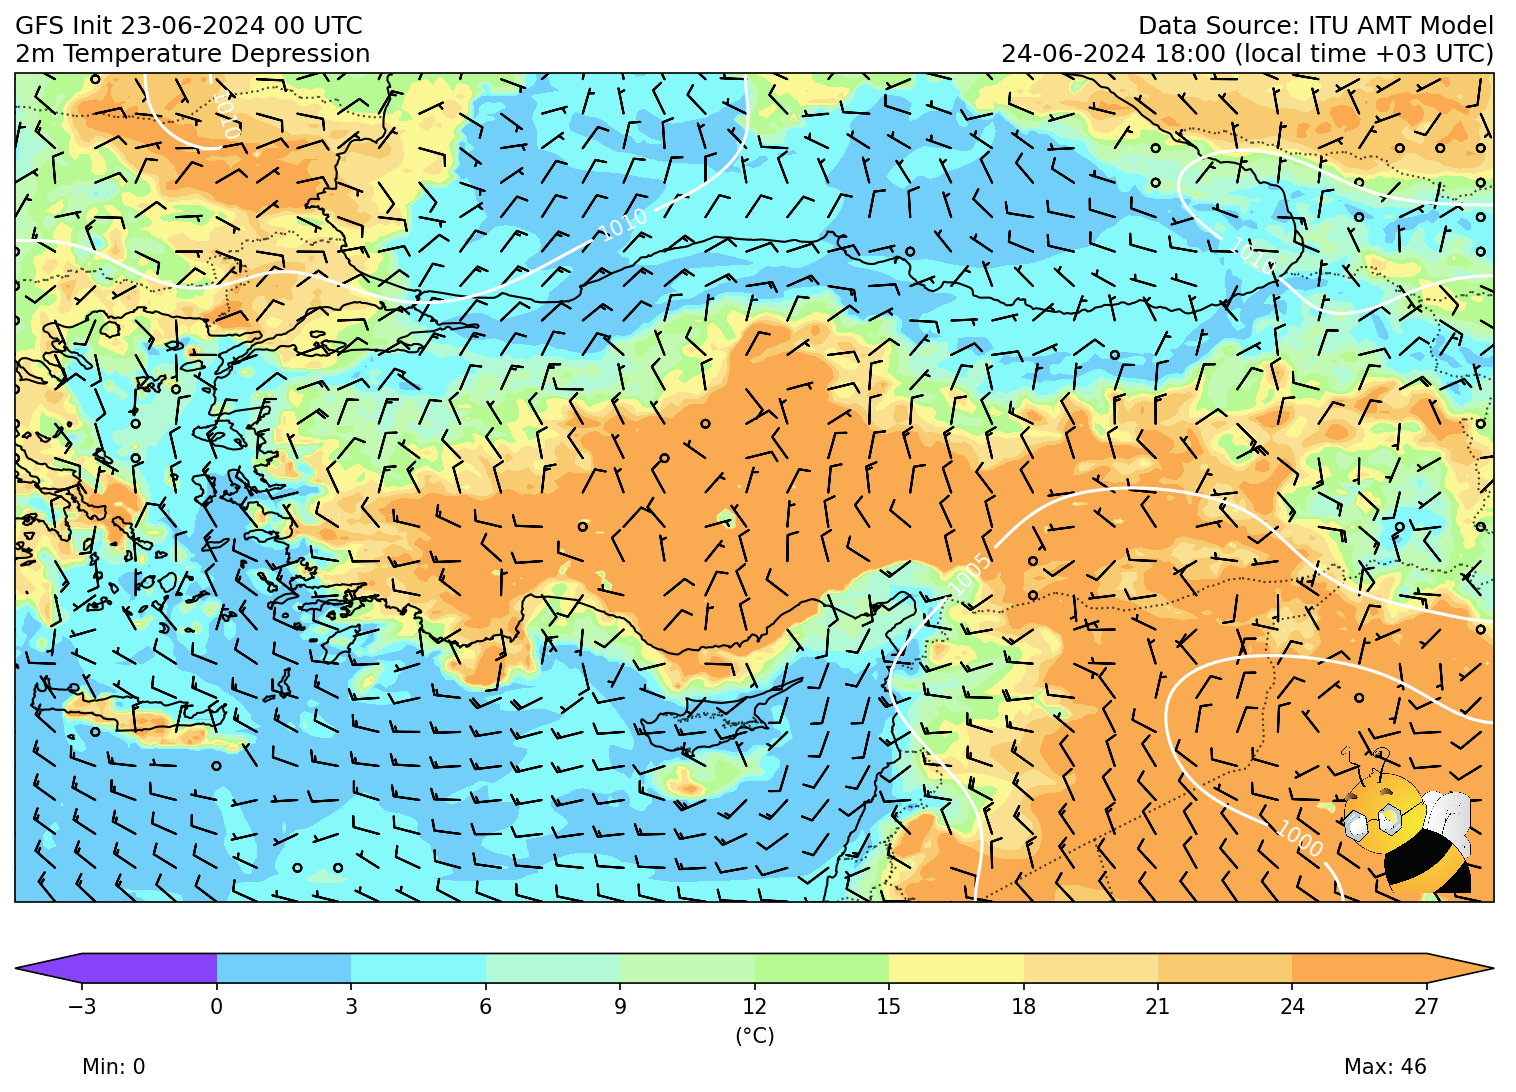 GFS Init 23-06-2024 00 UTC
2m Temperature Depression
Data Source: ITU AMT Model
24-06-2024 18:00 (local time +03 UTC)
1010
1010
1010
1005
1000
−3 0 3 6 9 12 15 18 21 24 27
(°C)
Min: 0
Max: 46